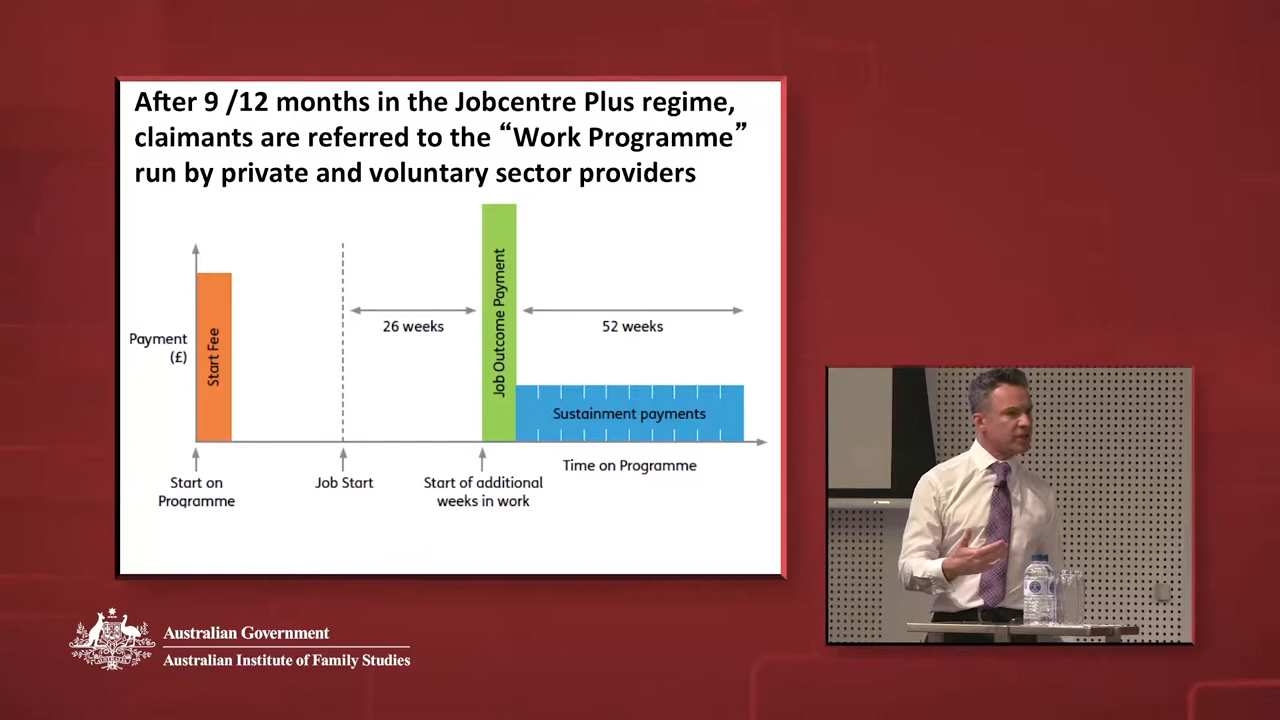 After 9 /12 months in the Jobcentre Plus regime,
claimants are referred to the “Work Programme”
run by private and voluntary sector providers
Payment
(£)
Start Fee
26 weeks
Job Outcome Payment
52 weeks
Sustainment payments
Time on Programme
Start on
Programme
Job Start
Start of additional
weeks in work
Australian Government
Australian Institute of Family Studies